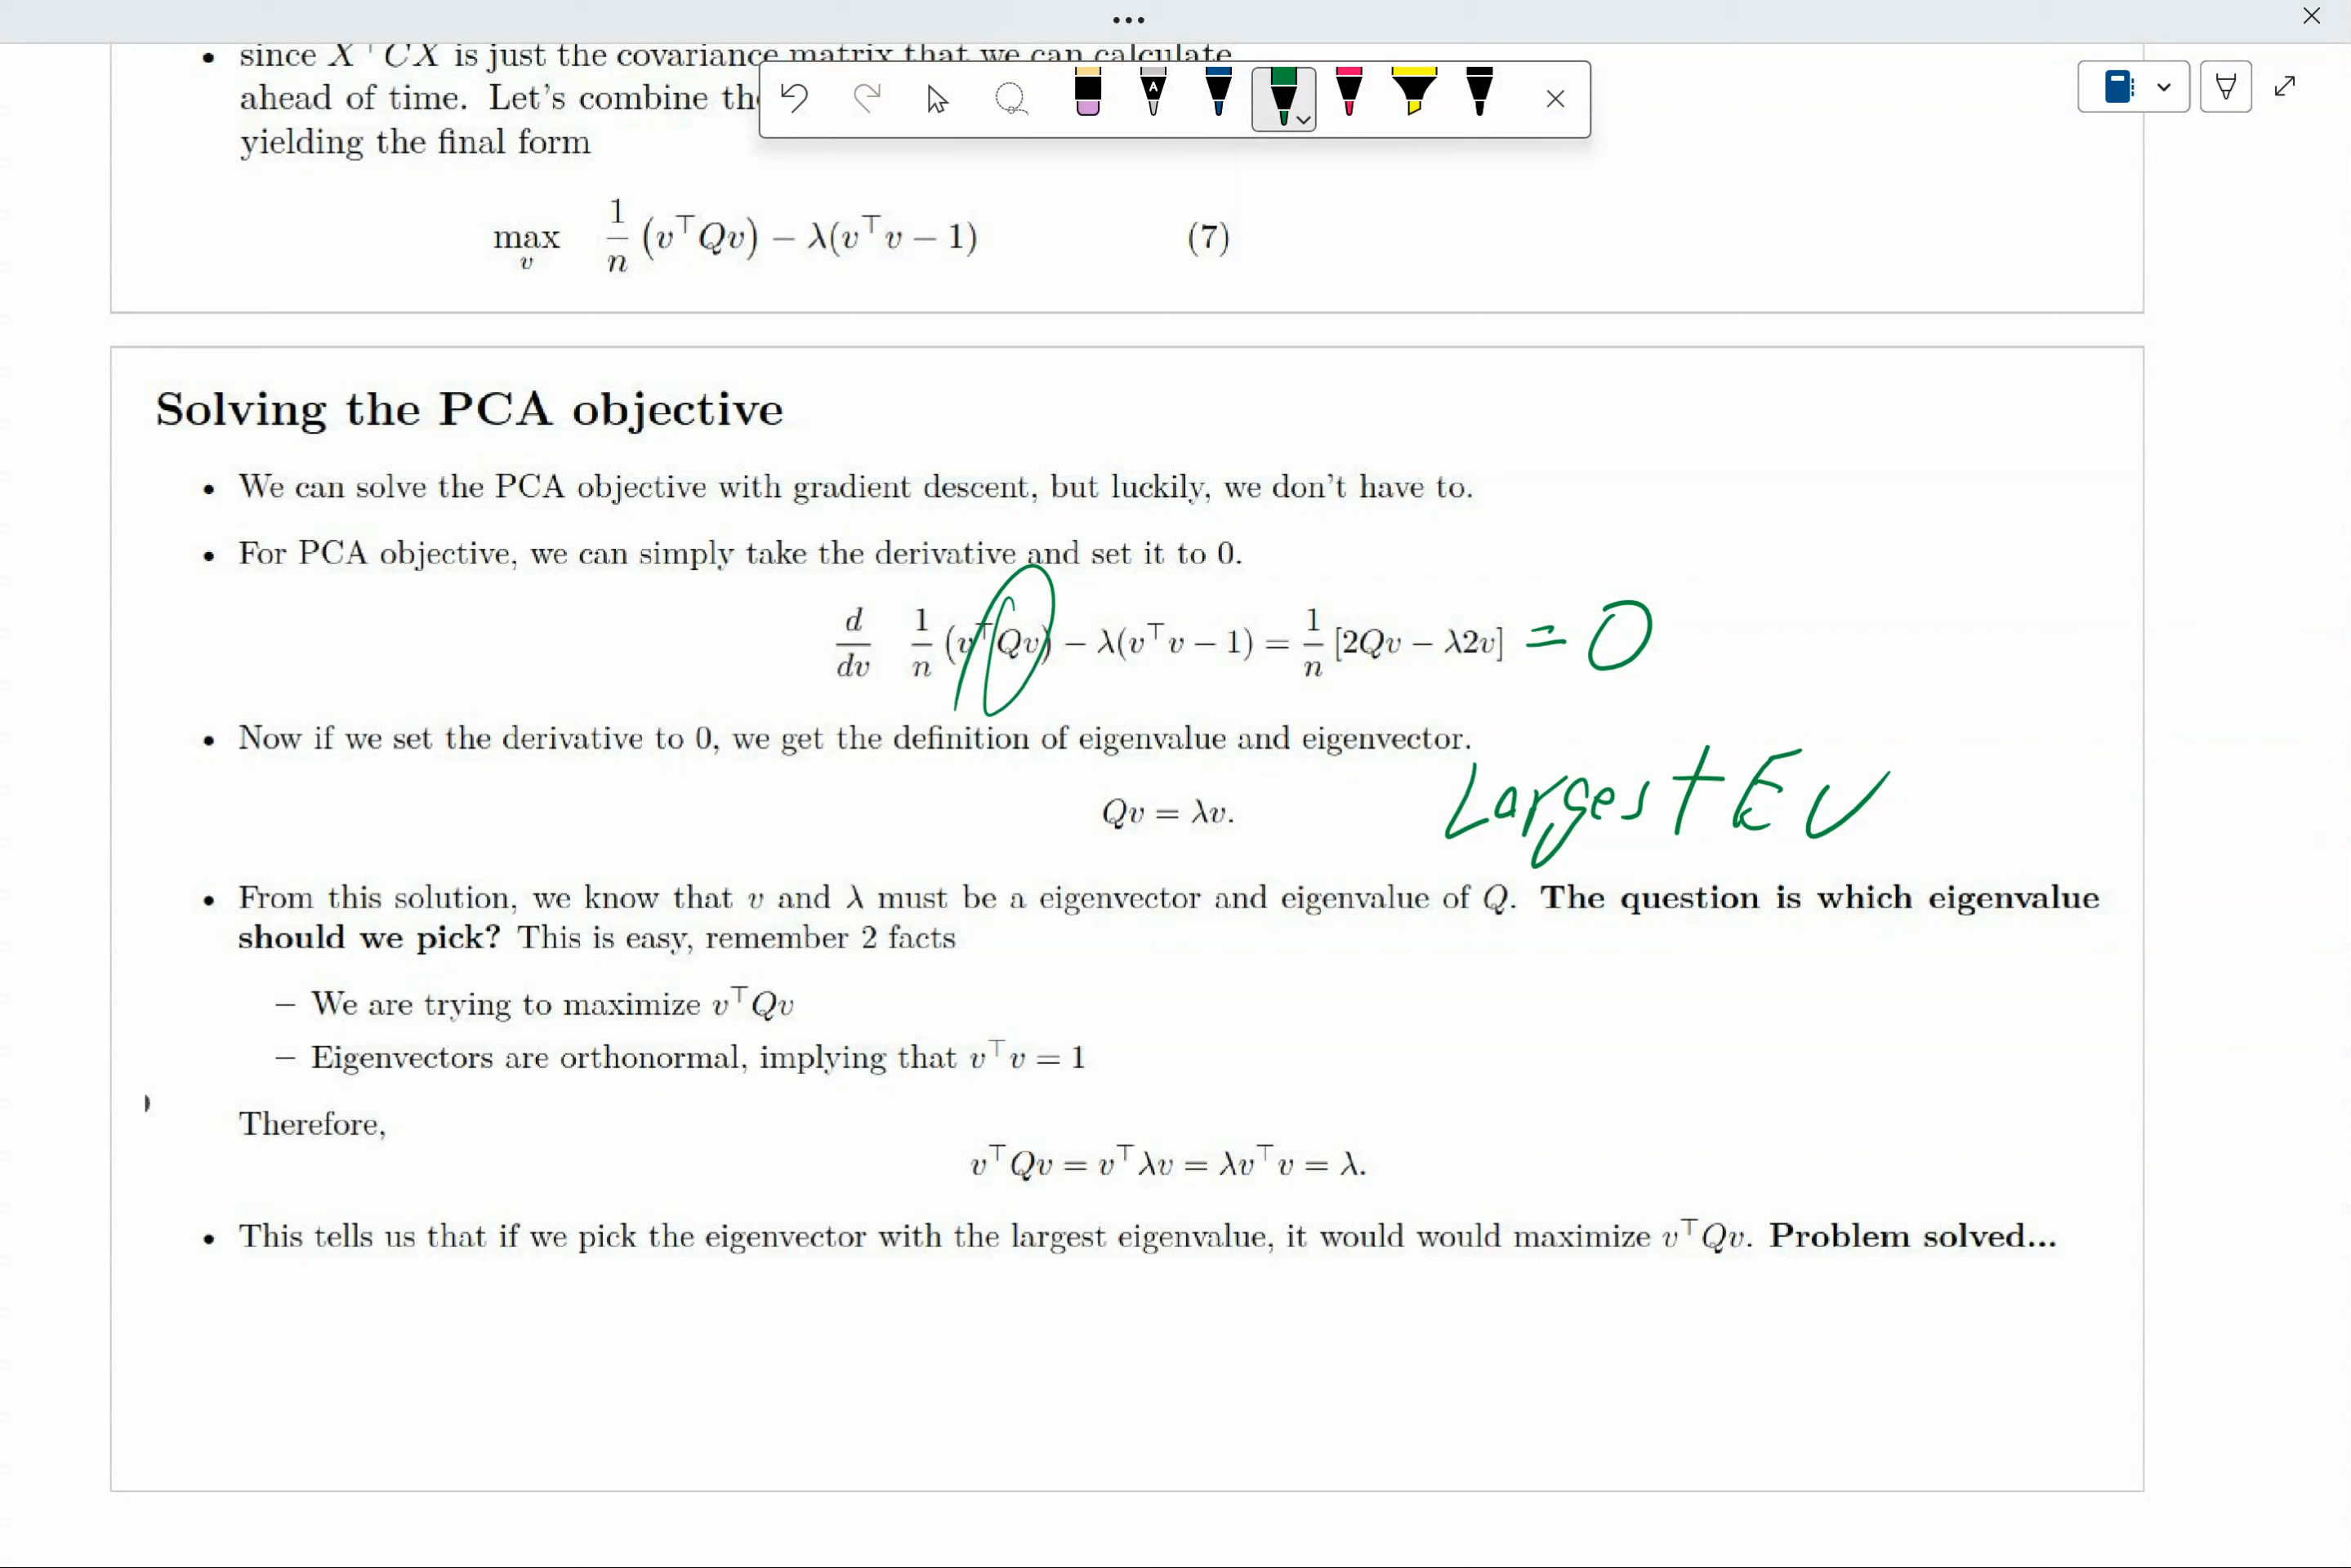 • since X⊤CX is just the covariance matrix that we can calculate
ahead of time. Let's combine
yielding the final form
max_v 1/n (v⊤Qv) − λ(v⊤v − 1) (7)
Solving the PCA objective
• We can solve the PCA objective with gradient descent, but luckily, we don't have to.
• For PCA objective, we can simply take the derivative and set it to 0.
d/dv 1/n (v⊤Qv) − λ(v⊤v − 1) = 1/n [2Qv − λ2v] = 0
• Now if we set the derivative to 0, we get the definition of eigenvalue and eigenvector.
Qv = λv. Largest EV
• From this solution, we know that v and λ must be a eigenvector and eigenvalue of Q. The question is which eigenvalue
should we pick? This is easy, remember 2 facts
– We are trying to maximize v⊤Qv
– Eigenvectors are orthonormal, implying that v⊤v = 1
Therefore,
v⊤Qv = v⊤λv = λv⊤v = λ.
• This tells us that if we pick the eigenvector with the largest eigenvalue, it would would maximize v⊤Qv. Problem solved...